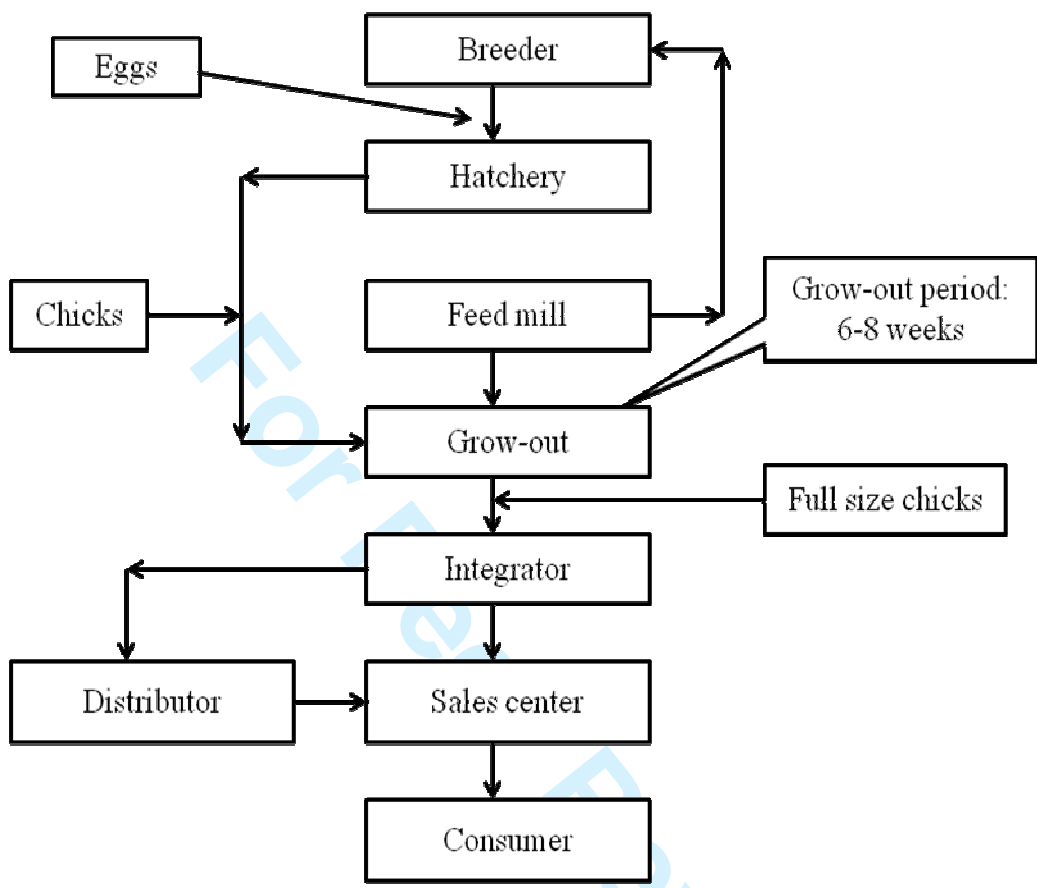 Breeder
Eggs
Hatchery
Chicks
Feed mill
Grow-out period:
6-8 weeks
Grow-out
Full size chicks
Integrator
Distributor
Sales center
Consumer
For